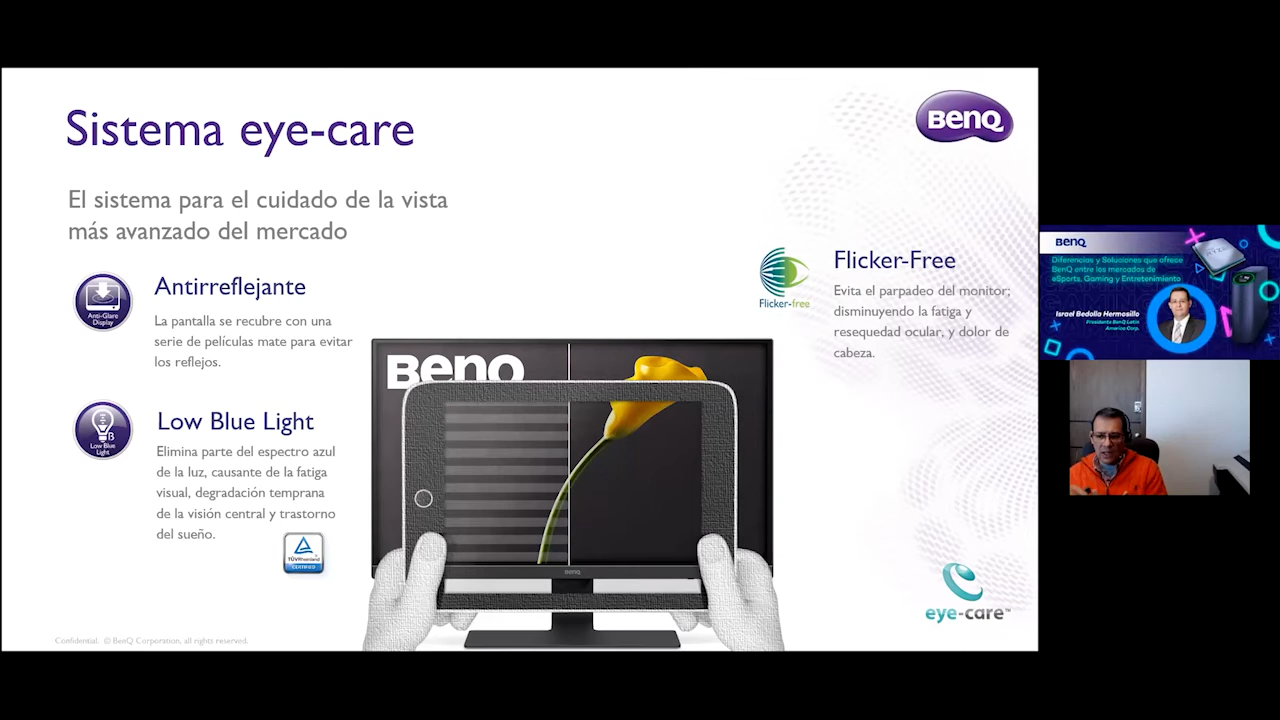 Sistema eye-care
BenQ
El sistema para el cuidado de la vista
más avanzado del mercado
Anti-Glare
Display
Antirreflejante
La pantalla se recubre con una
serie de películas mate para evitar
los reflejos.
Low Blue
Light
Low Blue Light
Elimina parte del espectro azul
de la luz, causante de la fatiga
visual, degradación temprana
de la visión central y trastorno
del sueño.
TÜVRheinland
CERTIFIED
Flicker-free
Flicker-Free
Evita el parpadeo del monitor;
disminuyendo la fatiga y
resequedad ocular, y dolor de
cabeza.
BenQ
BenQ
eye-care™
Confidential. © BenQ Corporation, all rights reserved.
BenQ
Diferencias y Soluciones que ofrece
BenQ entre los mercados de
eSports, Gaming y Entretenimiento
Israel Bedolla Hermosillo
Presidente BenQ Latin
America Corp.